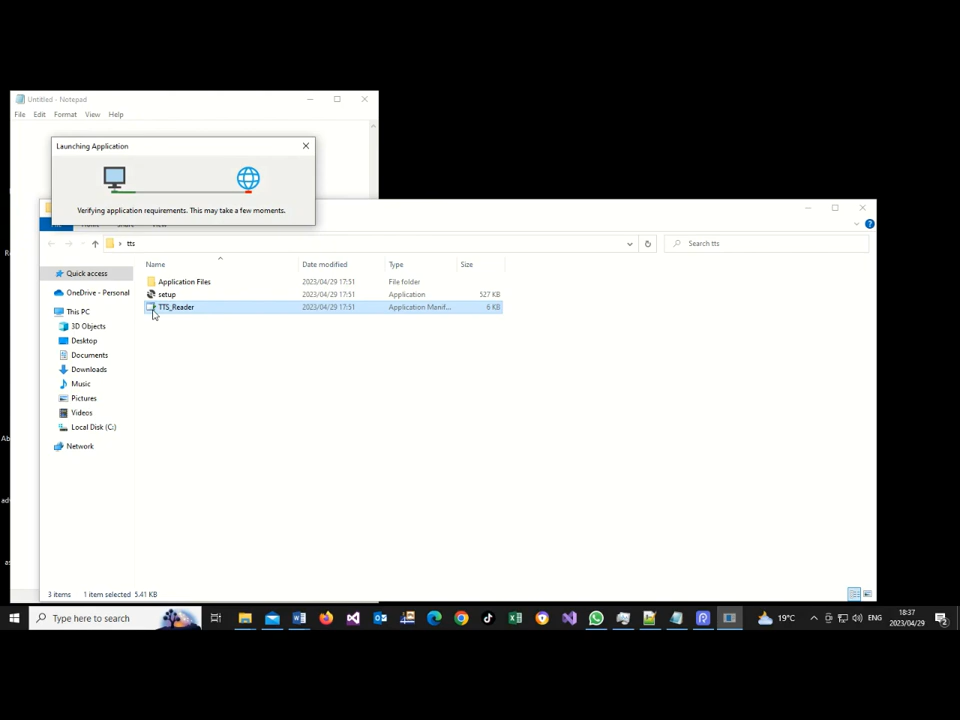 Untitled - Notepad
File Edit Format View Help
Launching Application
Verifying application requirements. This may take a few moments.
tts
Search tts
Name Date modified Type Size
Quick access
OneDrive - Personal
This PC
3D Objects
Desktop
Documents
Downloads
Music
Pictures
Videos
Local Disk (C:)
Network
Application Files 2023/04/29 17:51 File folder
setup 2023/04/29 17:51 Application 527 KB
TTS_Reader 2023/04/29 17:51 Application Manif... 6 KB
3 items 1 item selected 5.41 KB
Type here to search
19°C
ENG
18:37
2023/04/29
2